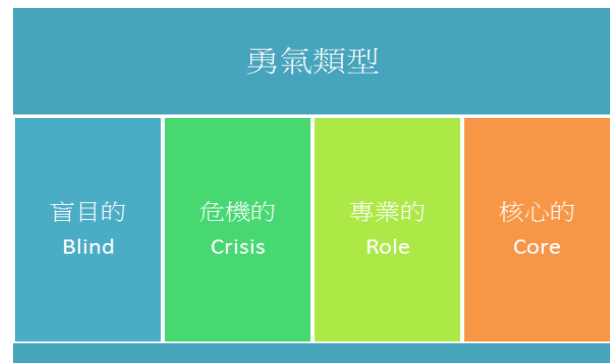 勇氣類型
盲目的
Blind
危機的
Crisis
專業的
Role
核心的
Core